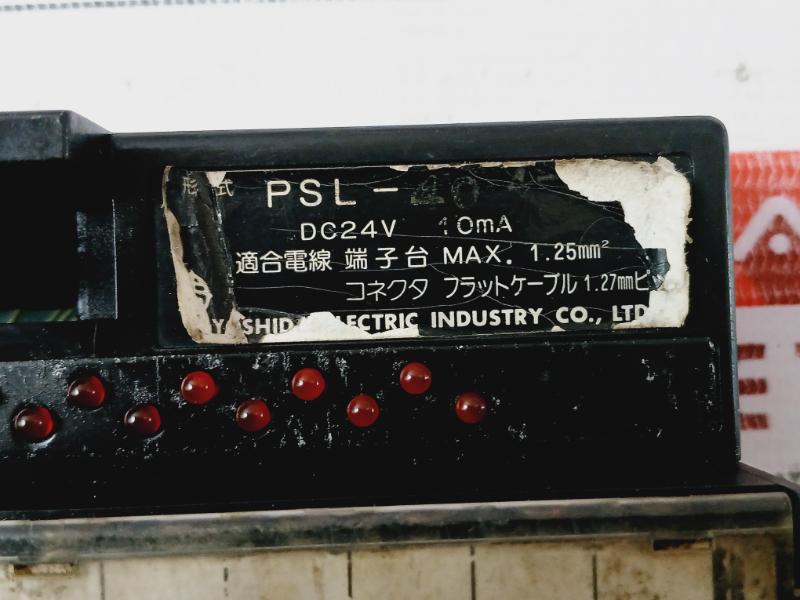 形式 PSL-
DC24V 10mA
適合電線 端子台 MAX. 1.25mm²
コネクタ フラットケーブル 1.27mmピ
ELECTRIC INDUSTRY CO., LTD
A
E